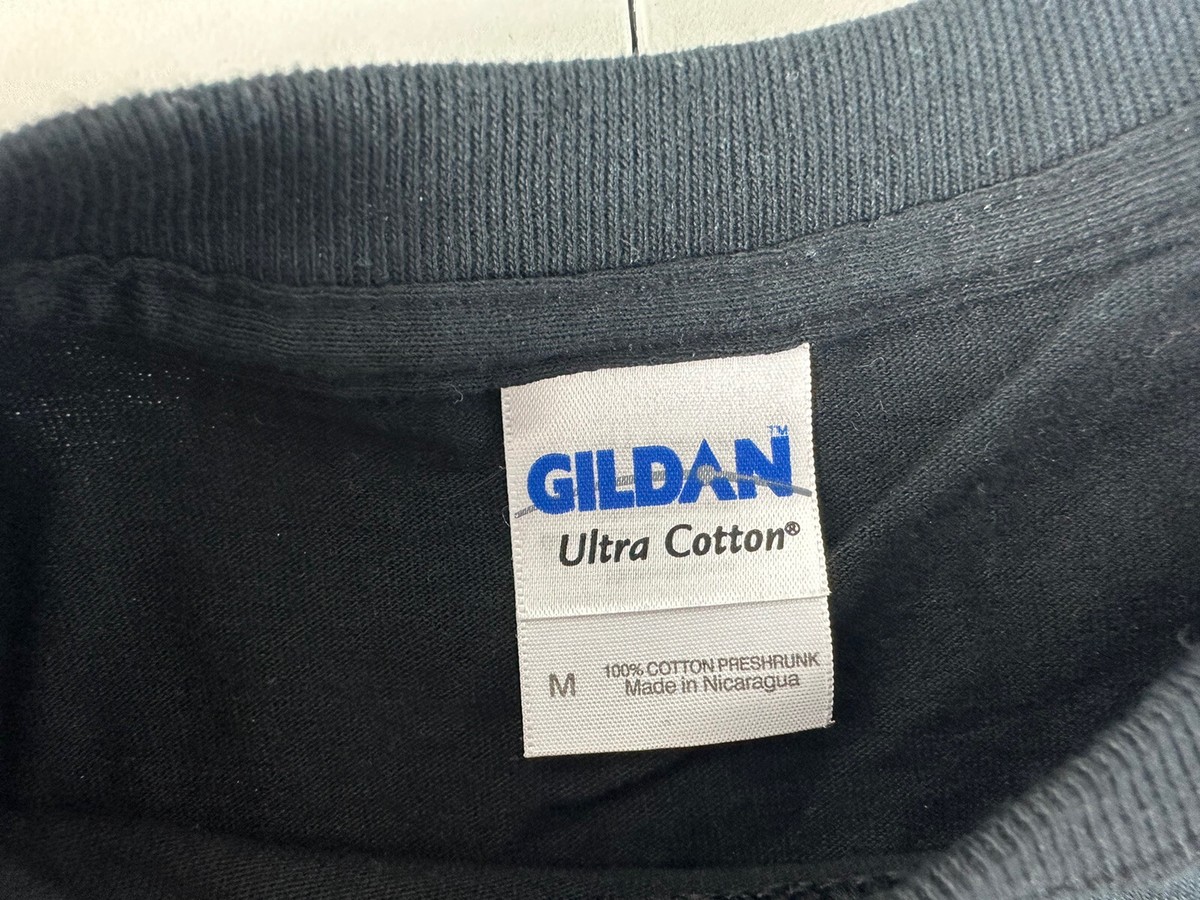 GILDAN™
Ultra Cotton®
M
100% COTTON PRESHRUNK
Made in Nicaragua